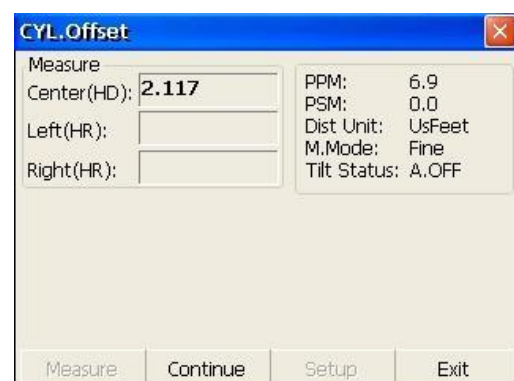 CYL.Offset
Measure
Center(HD): 2.117
Left(HR):
Right(HR):
PPM: 6.9
PSM: 0.0
Dist Unit: UsFeet
M.Mode: Fine
Tilt Status: A.OFF
Measure Continue Setup Exit